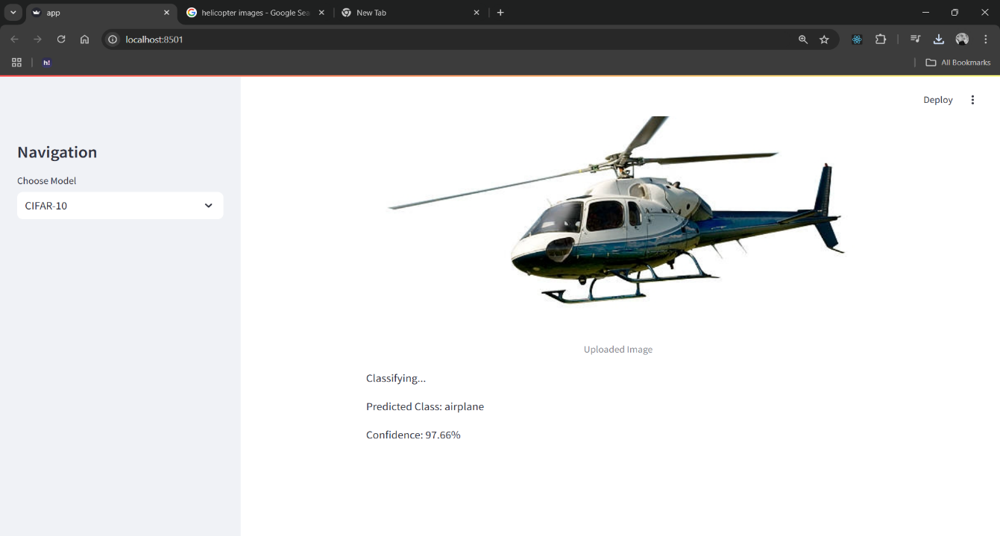 app
helicopter images - Google Sea
New Tab
localhost:8501
h!
All Bookmarks
Deploy
Navigation
Choose Model
CIFAR-10
Uploaded Image
Classifying...
Predicted Class: airplane
Confidence: 97.66%